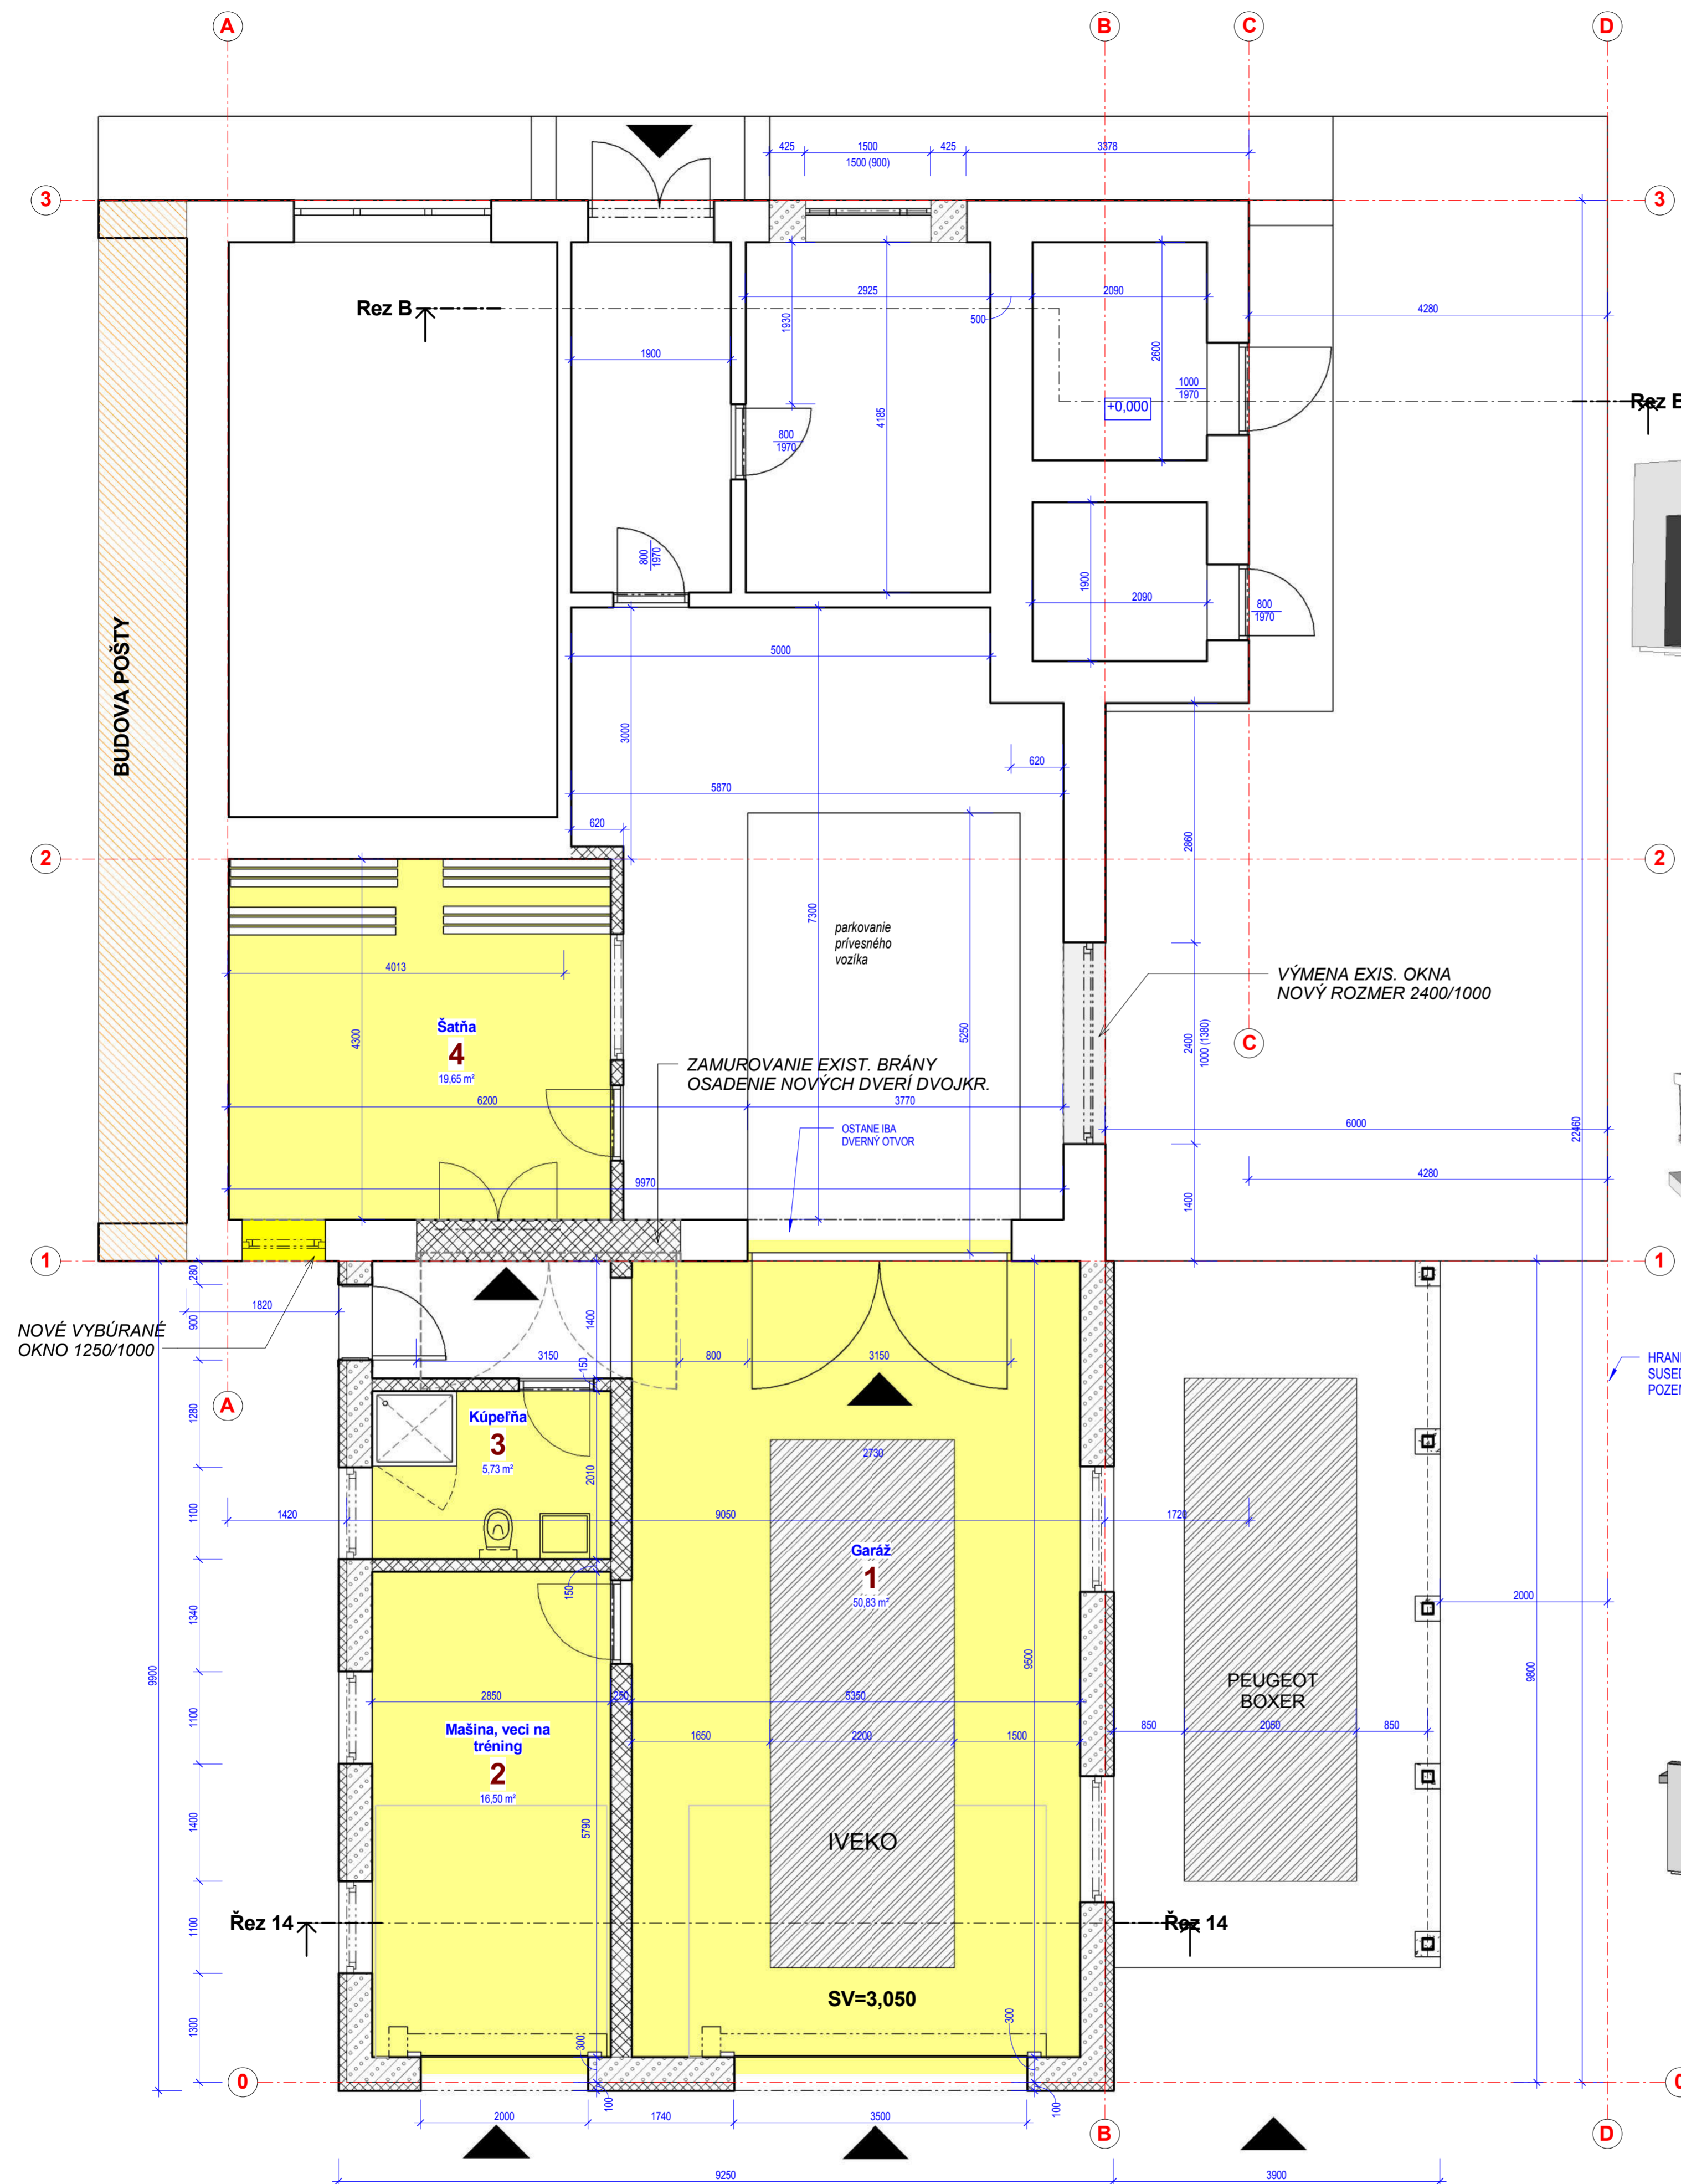 A
B
C
D
425
1500
425
3378
1500 (900)
3
3
Rez B
2925
2090
4280
500
1930
1900
2600
1000
1970
+0,000
Rez B
4185
800
1970
800
1970
1900
2090
800
1970
BUDOVA POŠTY
5000
3000
620
5870
620
2860
2
2
7300
parkovanie
prívesného
vozíka
4013
VÝMENA EXIS. OKNA
NOVÝ ROZMER 2400/1000
Šatňa
4
19,65 m²
4300
5250
2400
1000 (1380)
C
ZAMUROVANIE EXIST. BRÁNY
OSADENIE NOVÝCH DVERÍ DVOJKR.
6200
3770
OSTANE IBA
DVERNÝ OTVOR
6000
22460
4280
9970
1400
1
1
280
1820
900
1400
NOVÉ VYBÚRANÉ
OKNO 1250/1000
3150
800
3150
150
A
1280
Kúpeľňa
3
5,73 m²
2010
2730
1100
1420
9050
1720
Garáž
1
50,83 m²
150
1340
2000
9900
9500
9800
PEUGEOT
BOXER
2850
250
5350
1100
Mašina, veci na
tréning
2
16,50 m²
1650
2200
1500
850
2050
850
1400
5790
IVEKO
1100
Řez 14
Řez 14
SV=3,050
1300
300
300
0
100
100
2000
1740
3500
B
D
9250
3900